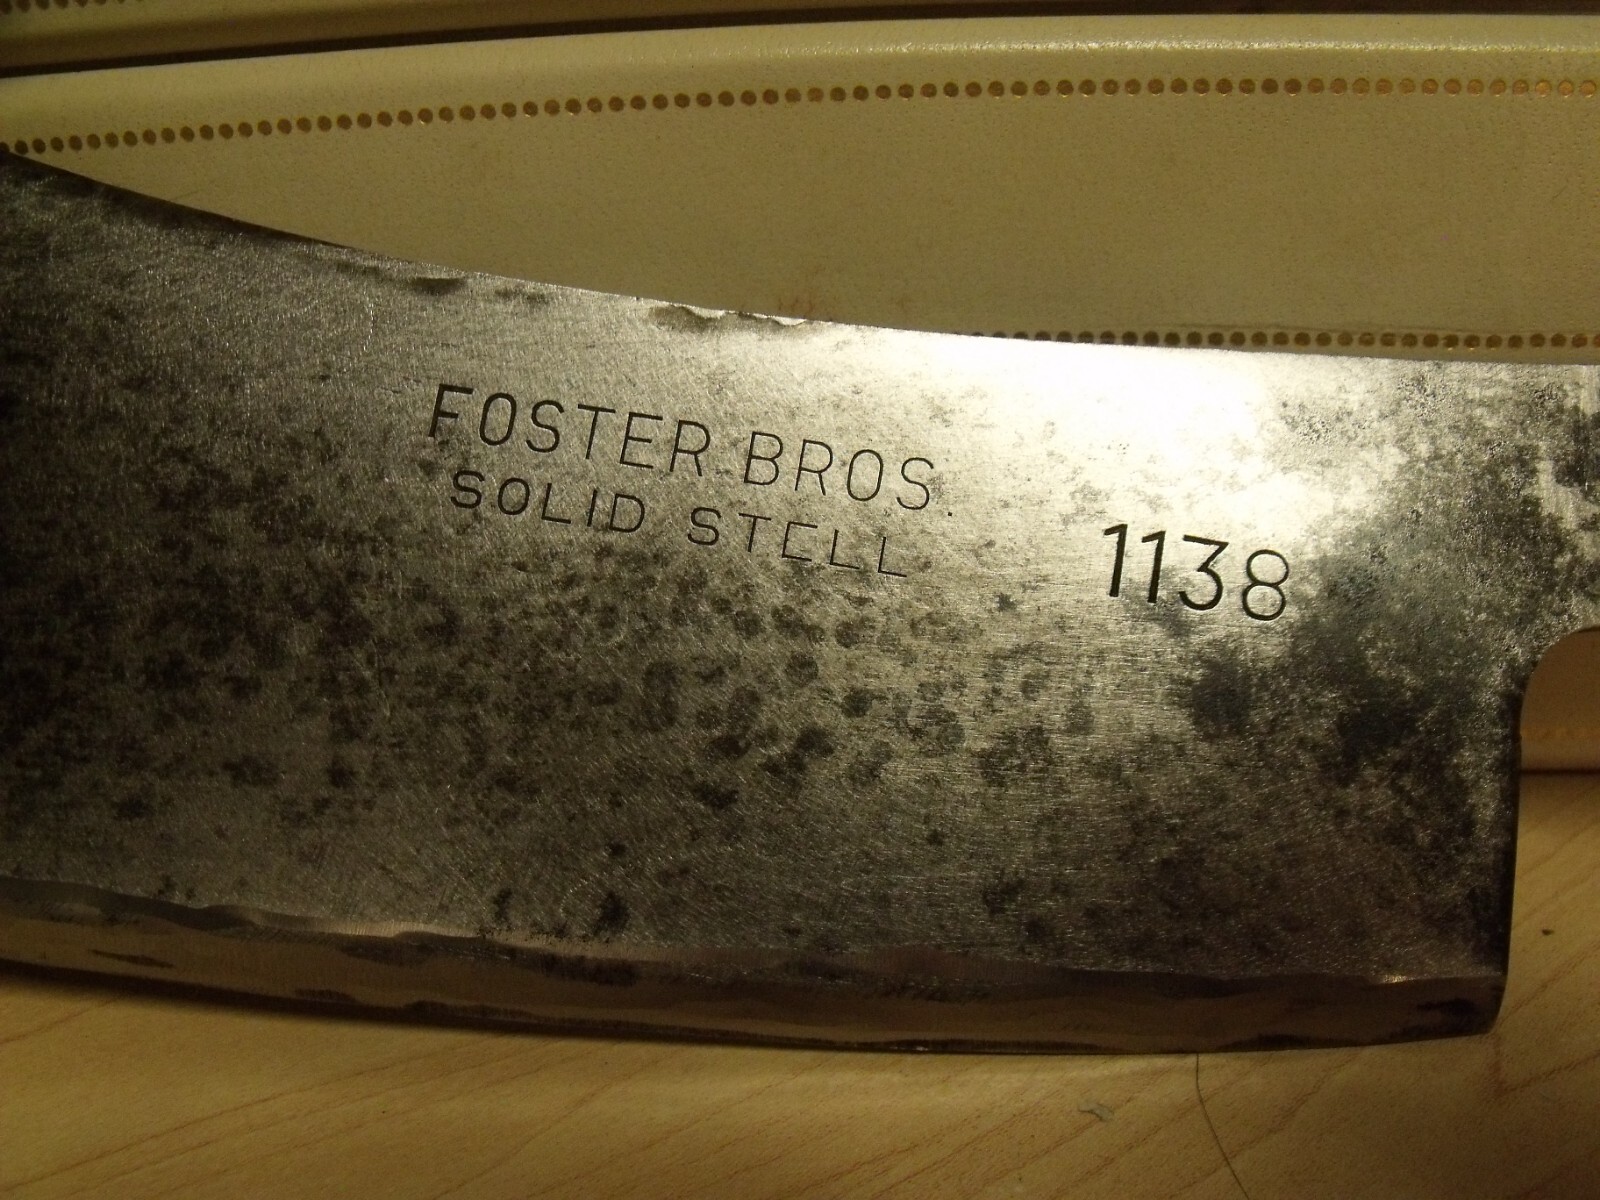 FOSTER BROS.
SOLID STELL
1138